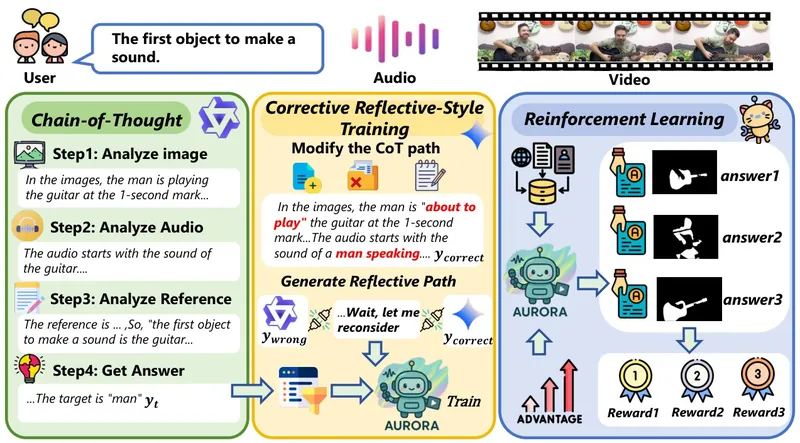 The first object to make a
sound.
User
Audio
Video
Chain-of-Thought
Step1: Analyze image
In the images, the man is playing
the guitar at the 1-second
mark...
Step2: Analyze Audio
The audio starts with the sound of
the guitar....
Step3: Analyze Reference
The reference is ... ,So, "the first object
to make a sound is the guitar...
Step4: Get Answer
...The target is "man" yt
Corrective Reflective-Style
Training
Modify the CoT path
In the images, the man is "about to
play" the guitar at the 1-second
mark...The audio starts with the
sound of a man speaking.... ycorrect
Generate Reflective Path
ywrong
...Wait, let me
reconsider
ycorrect
AURORA
Train
Reinforcement Learning
AURORA
ADVANTAGE
A
answer1
A
answer2
A
answer3
1
2
3
Reward1
Reward2
Reward3